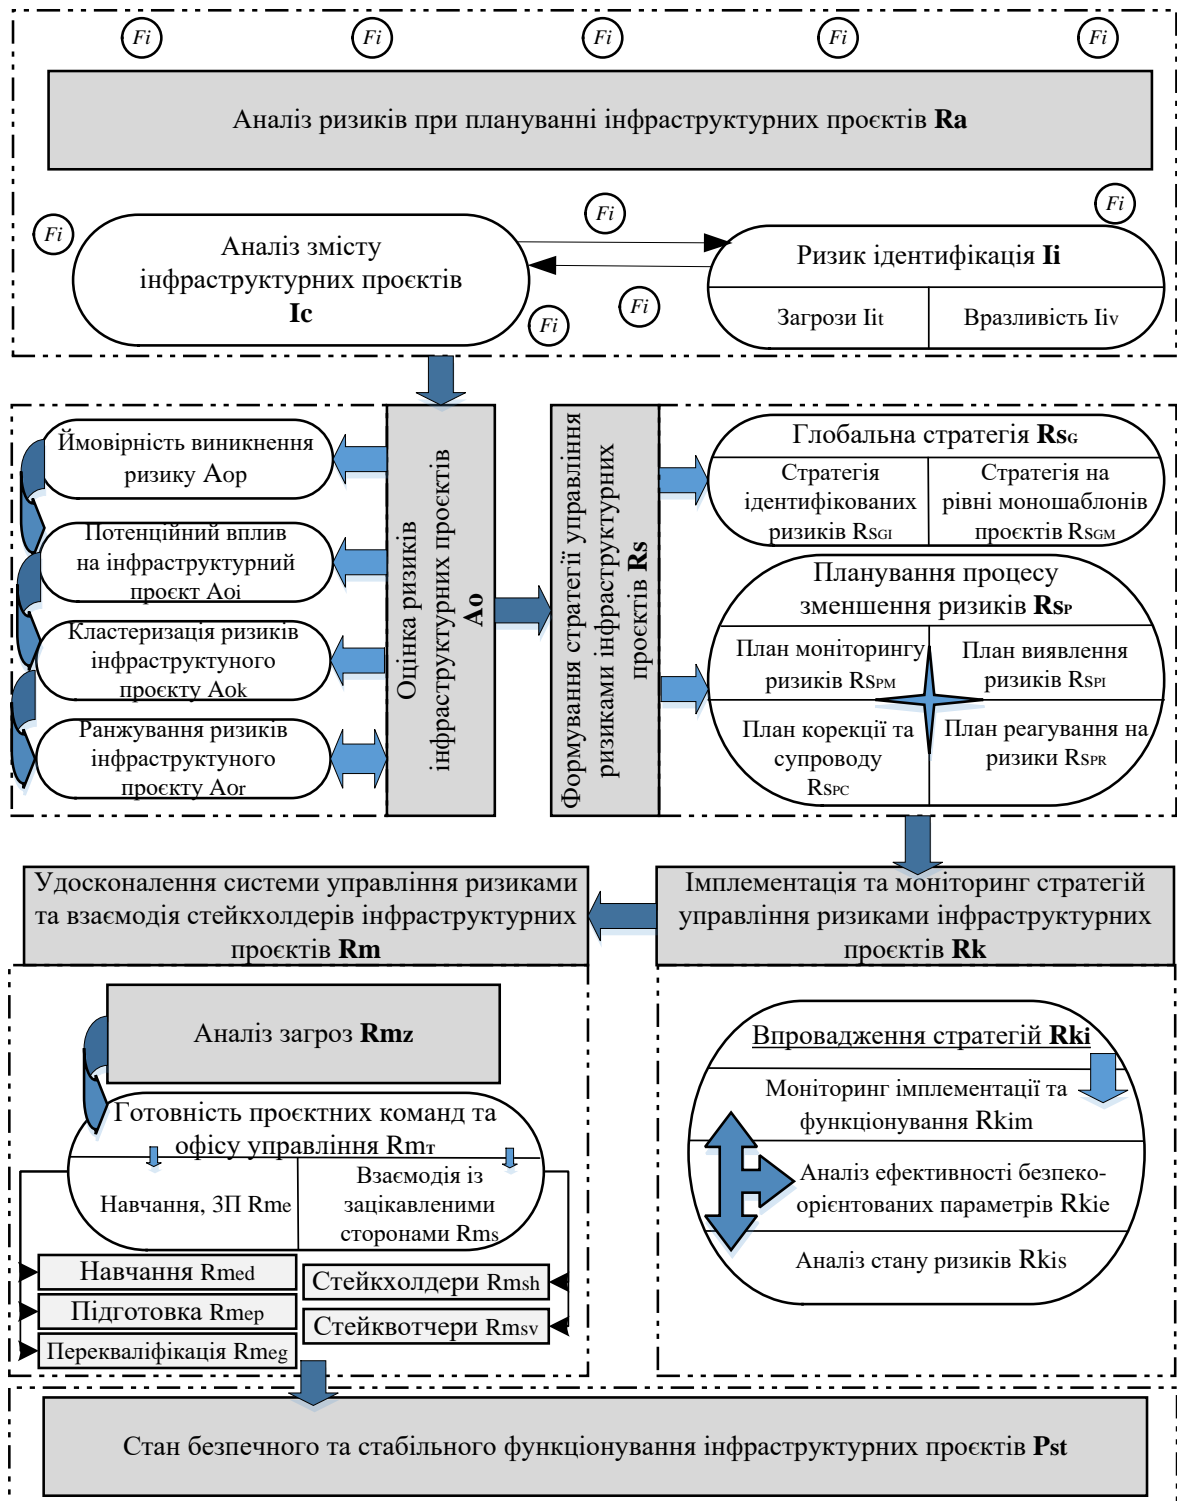 Fi
Fi
Fi
Fi
Fi
Аналіз ризиків при плануванні інфраструктурних проєктів Ra
Fi
Fi
Fi
Аналіз змісту
інфраструктурних проєктів
Ic
Ризик ідентифікація Ii
Загрози Iit
Вразливість Iiv
Fi
Fi
Ймовірність виникнення
ризику Aop
Потенційний вплив
на інфраструктурний
проєкт Aoi
Кластеризація ризиків
інфраструктуного
проєкту Aok
Ранжування ризиків
інфраструктуного
проєкту Aor
Оцінка ризиків
інфраструктурних проєктів
Ao
Формування стратегії управління
ризиками інфраструктурних
проєктів Rs
Глобальна стратегія RsG
Стратегія
ідентифікованих
ризиків RsGI
Стратегія на
рівні моношаблонів
проєктів RsGM
Планування процесу
зменшення ризиків RsP
План моніторингу
ризиків RsPM
План виявлення
ризиків RsPI
План корекції та
супроводу
RsPC
План реагування на
ризики RsPR
Удосконалення системи управління ризиками
та взаємодія стейкхолдерів інфраструктурних
проєктів Rm
Імплементація та моніторинг стратегій
управління ризиками інфраструктурних
проєктів Rk
Аналіз загроз Rmz
Готовність проєктних команд та
офісу управління Rmт
Навчання, ЗП Rme
Взаємодія із
зацікавленими
сторонами Rms
Навчання Rmed
Підготовка Rmep
Перекваліфікація Rmeg
Стейкхолдери Rmsh
Стейквотчери Rmsv
Впровадження стратегій Rki
Моніторинг імплементації та
функціонування Rkim
Аналіз ефективності безпеко-
орієнтованих параметрів Rkie
Аналіз стану ризиків Rkis
Стан безпечного та стабільного функціонування інфраструктурних проєктів Pst